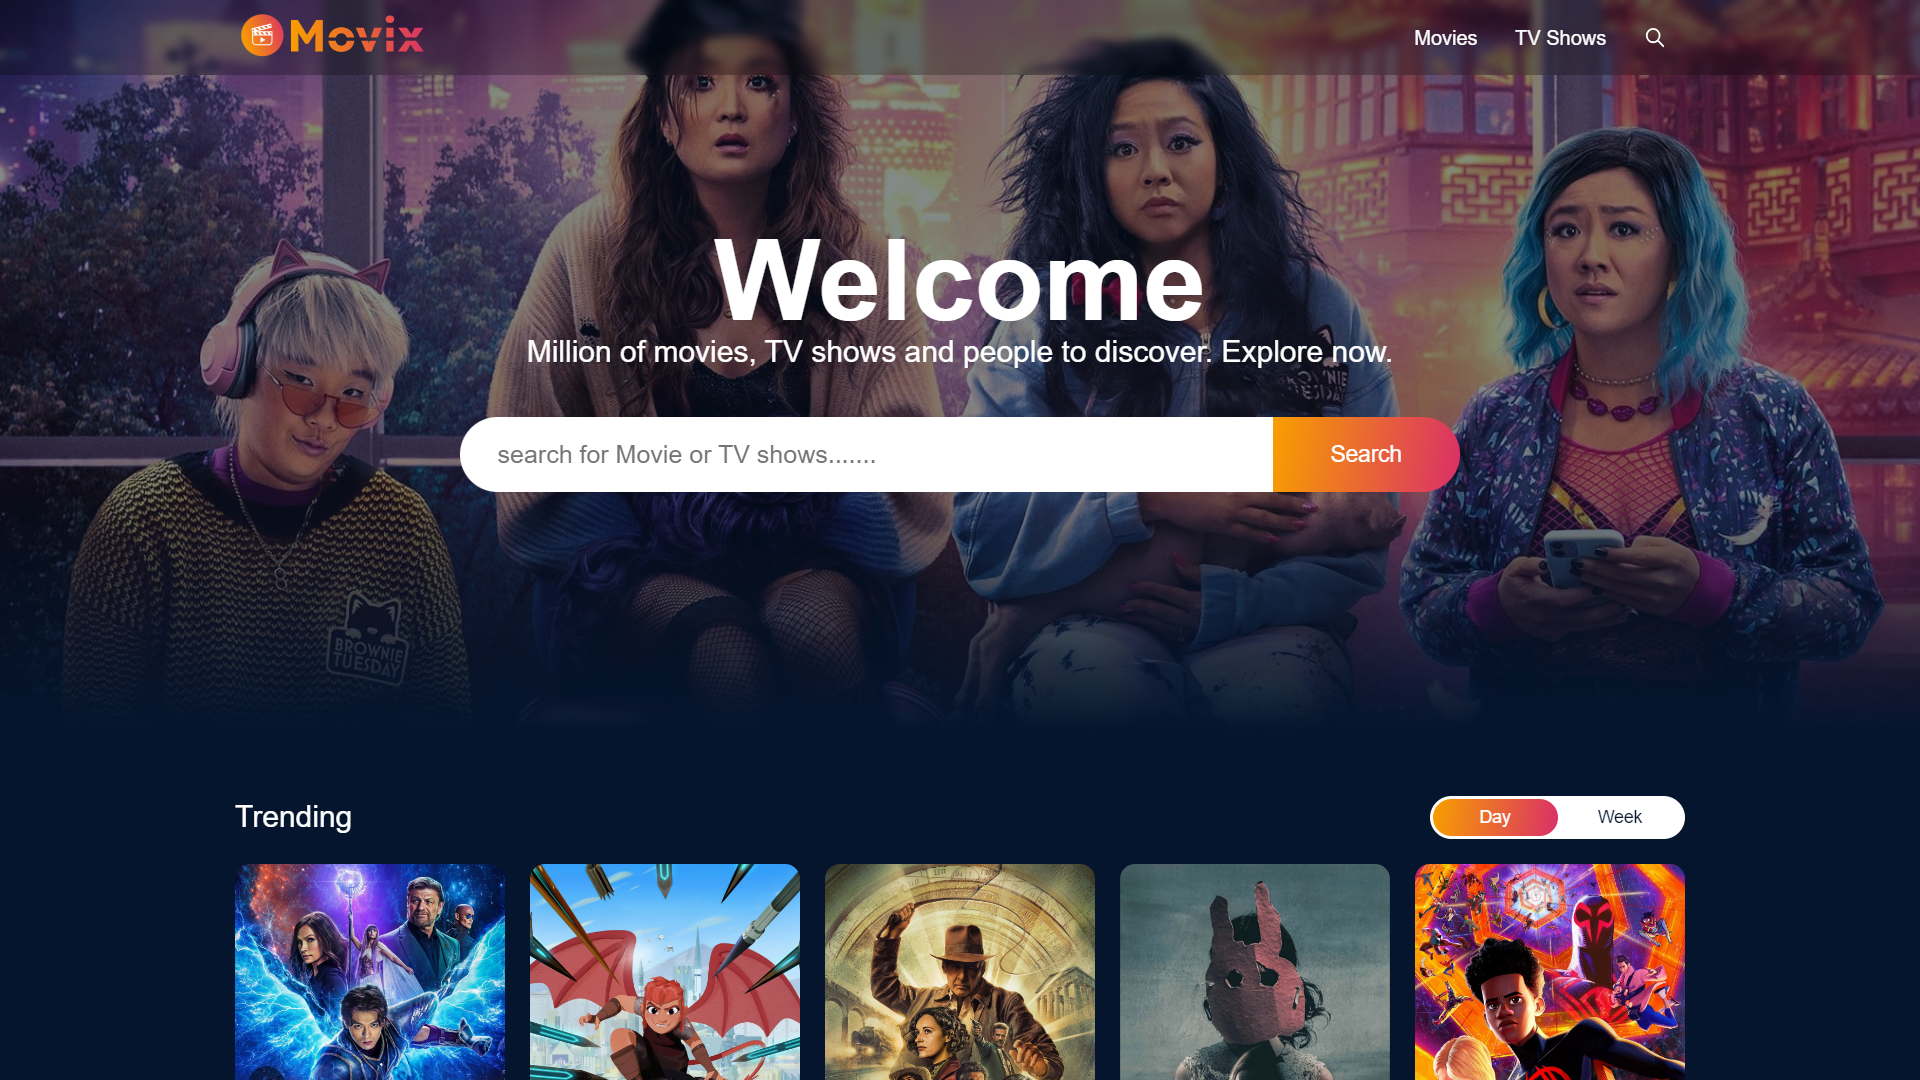 Movix
Movies
TV Shows
Welcome
Million of movies, TV shows and people to discover. Explore now.
search for Movie or TV shows.......
Search
BROWNIE
TUESDAY
Trending
Day
Week